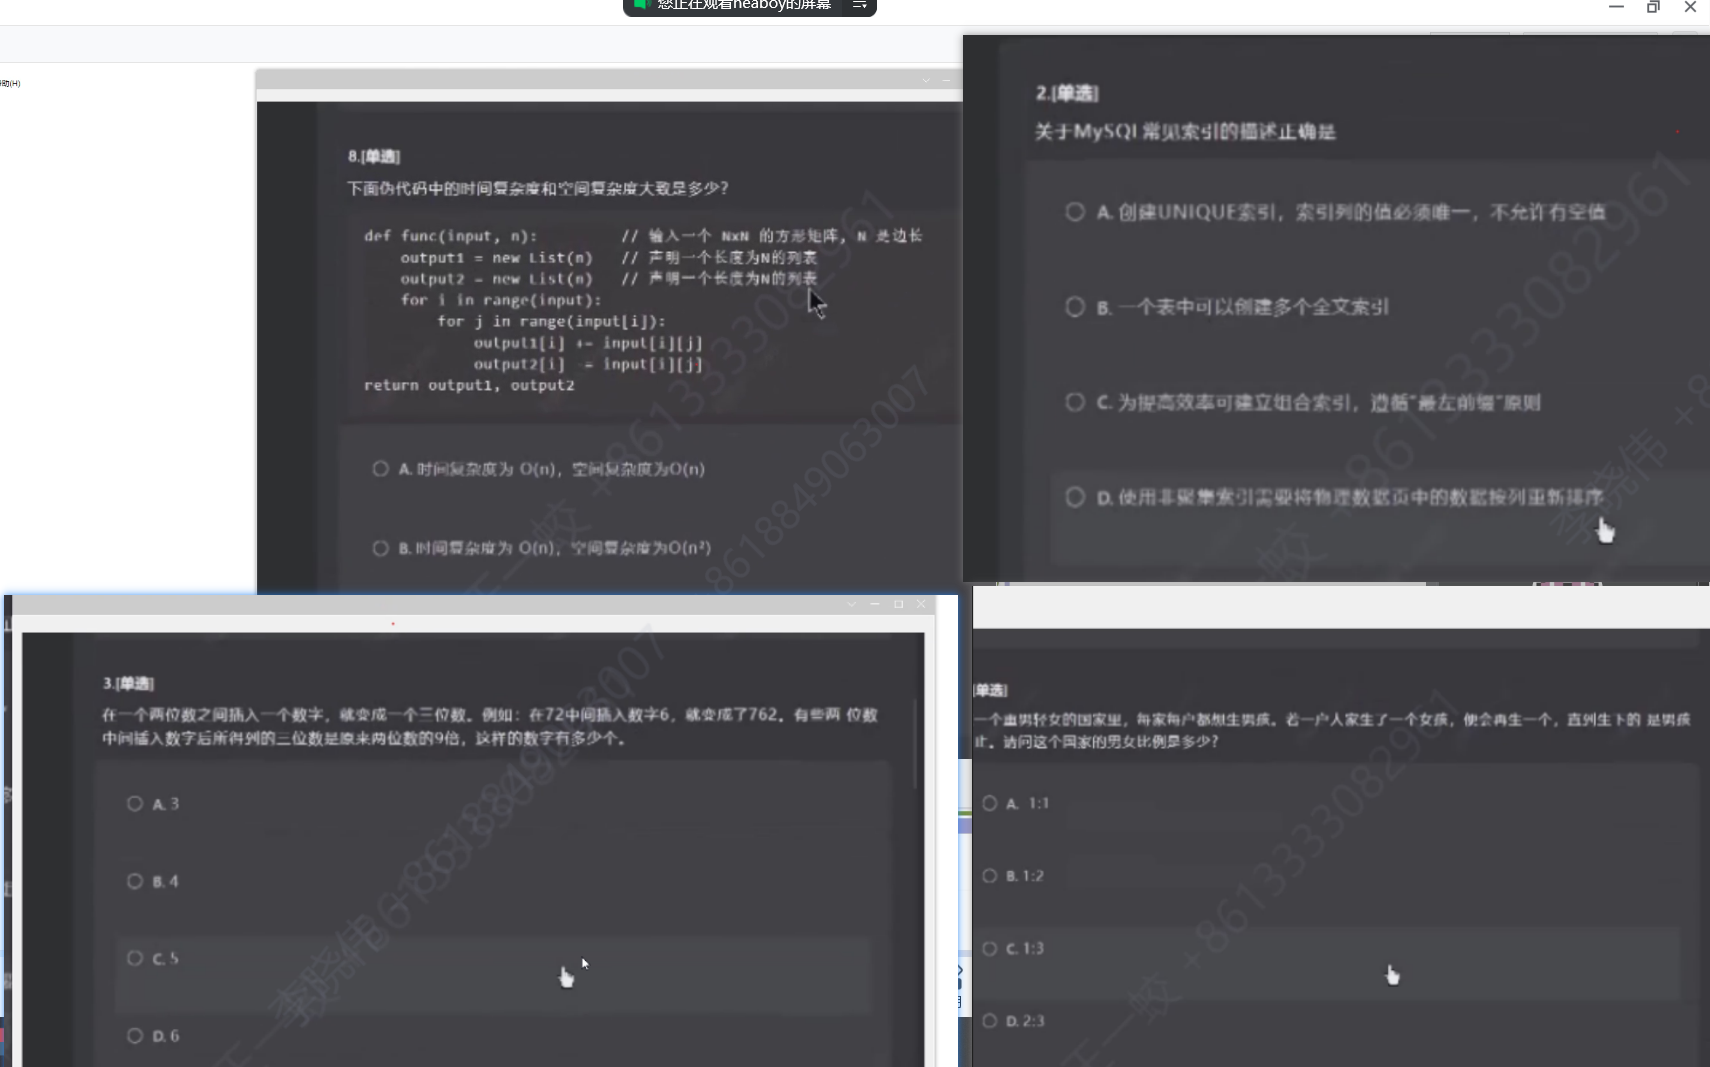 您正在观看neaboy的屏幕
助(H)
8.[单选]
下面伪代码中的时间复杂度和空间复杂度大致是多少?
def func(input, n): // 输入一个 NxN 的方形矩阵, N 是边长
output1 = new List(n) // 声明一个长度为N的列表
output2 = new List(n) // 声明一个长度为N的列表
for i in range(input):
for j in range(input[i]):
output1[i] += input[i][j]
output2[i] = input[i][j]
return output1, output2
A. 时间复杂度为 O(n), 空间复杂度为O(n)
B. 时间复杂度为 O(n), 空间复杂度为O(n²)
2.[单选]
关于MySQL常见索引的描述正确是
A. 创建UNIQUE索引, 索引列的值必须唯一, 不允许有空值
B. 一个表中可以创建多个全文索引
C. 为提高效率可建立组合索引, 遵循"最左前缀"原则
D. 使用非聚集索引需要将物理数据页中的数据按列重新排序
3.[单选]
在一个两位数之间插入一个数字, 就变成一个三位数。例如: 在72中间插入数字6, 就变成了762。有些两 位数
中间插入数字后所得到的三位数是原来两位数的9倍, 这样的数字有多少个。
A. 3
B. 4
C. 5
D. 6
[单选]
一个重男轻女的国家里, 每家每户都想生男孩。若一户人家生了一个女孩, 便会再生一个, 直到生下的 是男孩
止。请问这个国家的男女比例是多少?
A. 1:1
B. 1:2
C. 1:3
D. 2:3
王一蛟 +8613333082961
8618849063007
李晓伟 +8